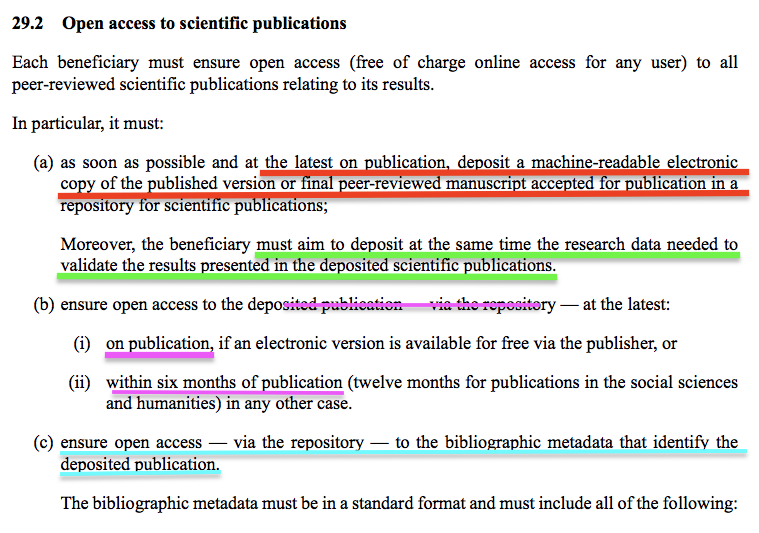 29.2 Open access to scientific publications
Each beneficiary must ensure open access (free of charge online access for any user) to all
peer-reviewed scientific publications relating to its results.
In particular, it must:
(a) as soon as possible and at the latest on publication, deposit a machine-readable electronic
copy of the published version or final peer-reviewed manuscript accepted for publication in a
repository for scientific publications;
Moreover, the beneficiary must aim to deposit at the same time the research data needed to
validate the results presented in the deposited scientific publications.
(b) ensure open access to the deposited publication — via the repository — at the latest:
(i) on publication, if an electronic version is available for free via the publisher, or
(ii) within six months of publication (twelve months for publications in the social sciences
and humanities) in any other case.
(c) ensure open access — via the repository — to the bibliographic metadata that identify the
deposited publication.
The bibliographic metadata must be in a standard format and must include all of the following: